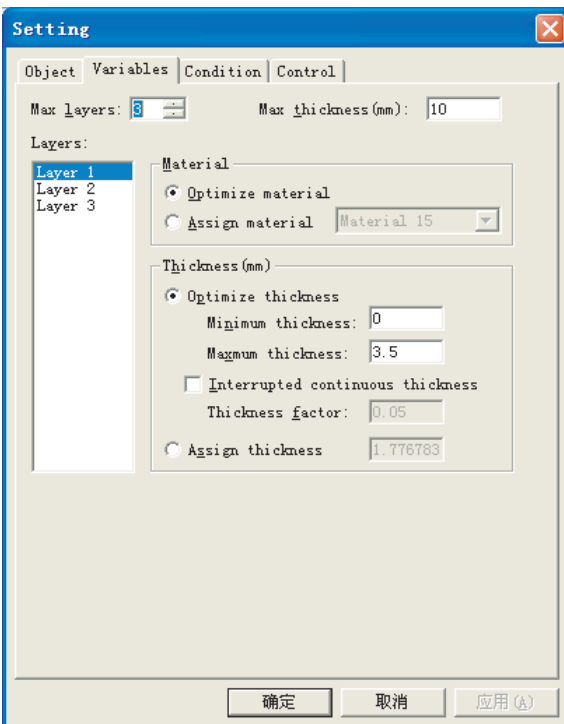 Setting
Object Variables Condition Control
Max layers: 3 Max thickness(mm): 10
Layers:
Layer 1
Layer 2
Layer 3
Material
Optimize material
Assign material Material 15
Thickness(mm)
Optimize thickness
Minimum thickness: 0
Maxmum thickness: 3.5
Interrupted continuous thickness
Thickness factor: 0.05
Assign thickness 1.776783
确定 取消 应用(A)